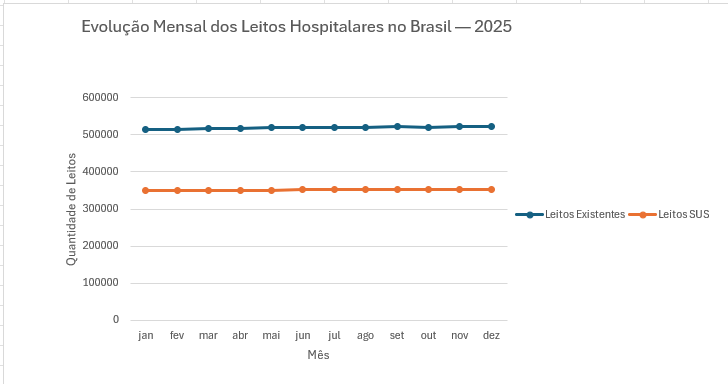 Evolução Mensal dos Leitos Hospitalares no Brasil — 2025
600000
500000
400000
300000
200000
100000
0
Quantidade de Leitos
jan fev mar abr mai jun jul ago set out nov dez
Mês
Leitos Existentes Leitos SUS